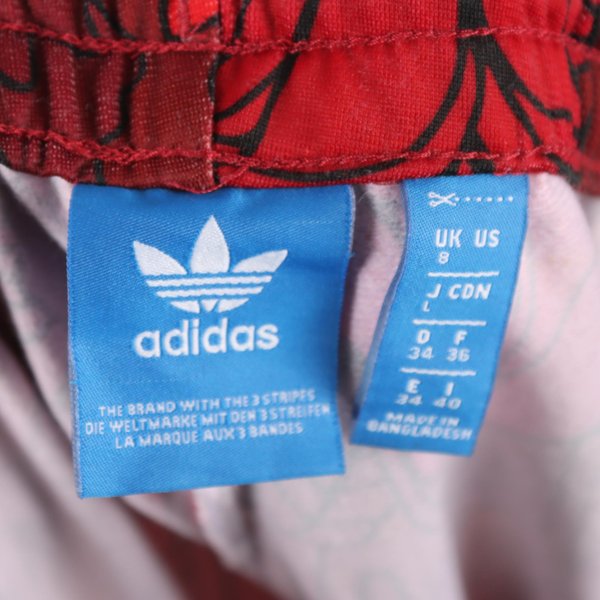 adidas
THE BRAND WITH THE 3 STRIPES
DIE WELTMARKE MIT DEN 3 STREIFEN
LA MARQUE AUX 3 BANDES
UK US
8
J CDN
L
D F
34 36
E I
34 40
MADE IN
BANGLADESH